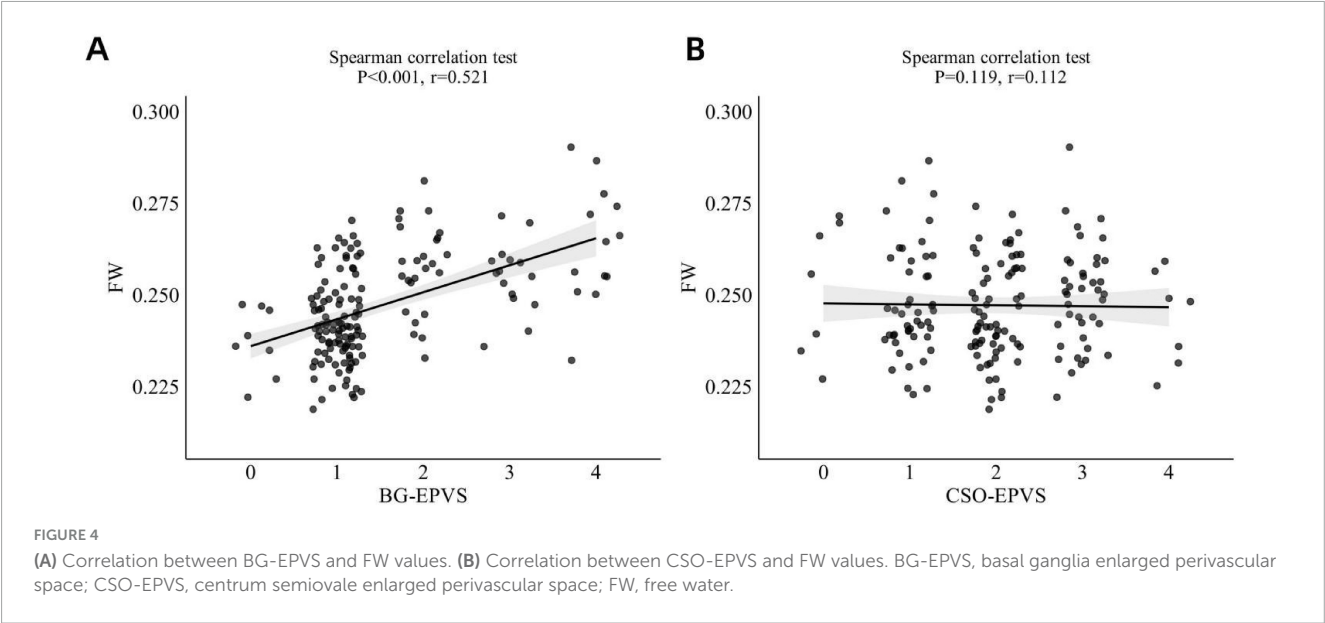 A
Spearman correlation test
P<0.001, r=0.521
0.300
0.275
0.250
0.225
FW
0 1 2 3 4
BG-EPVS
B
Spearman correlation test
P=0.119, r=0.112
0.300
0.275
0.250
0.225
FW
0 1 2 3 4
CSO-EPVS
FIGURE 4
(A) Correlation between BG-EPVS and FW values. (B) Correlation between CSO-EPVS and FW values. BG-EPVS, basal ganglia enlarged perivascular
space; CSO-EPVS, centrum semiovale enlarged perivascular space; FW, free water.